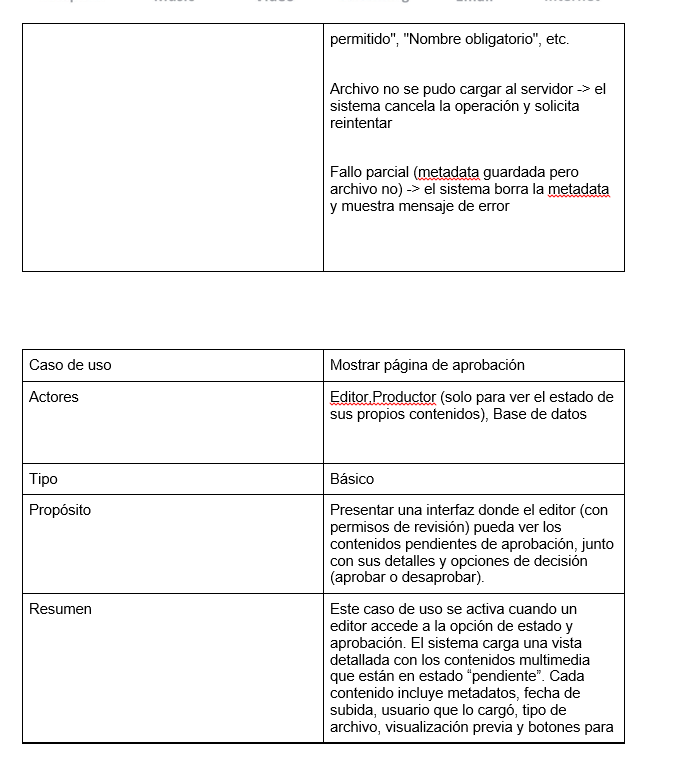 permitido", "Nombre obligatorio", etc.
Archivo no se pudo cargar al servidor -> el
sistema cancela la operación y solicita
reintentar
Fallo parcial (metadata guardada pero
archivo no) -> el sistema borra la metadata
y muestra mensaje de error
Caso de uso
Mostrar página de aprobación
Actores
Editor,Productor (solo para ver el estado de
sus propios contenidos), Base de datos
Tipo
Básico
Propósito
Presentar una interfaz donde el editor (con
permisos de revisión) pueda ver los
contenidos pendientes de aprobación, junto
con sus detalles y opciones de decisión
(aprobar o desaprobar).
Resumen
Este caso de uso se activa cuando un
editor accede a la opción de estado y
aprobación. El sistema carga una vista
detallada con los contenidos multimedia
que están en estado “pendiente”. Cada
contenido incluye metadatos, fecha de
subida, usuario que lo cargó, tipo de
archivo, visualización previa y botones para